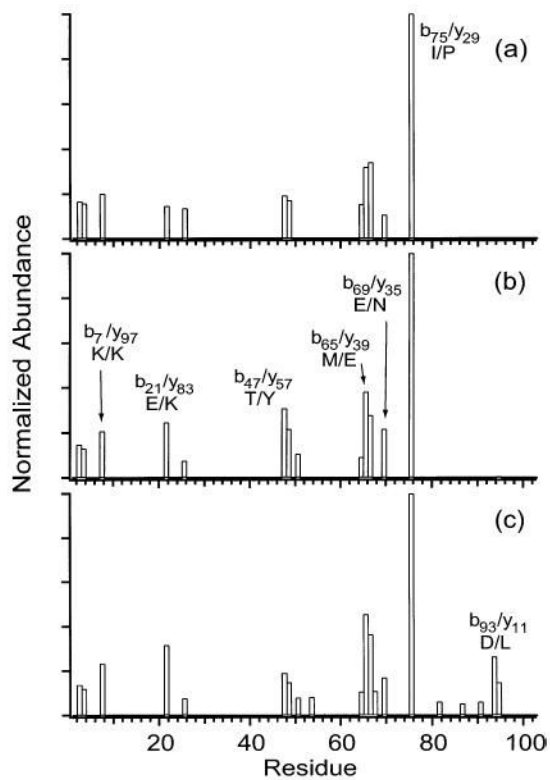 b75/y29
I/P
(a)
(b)
b69/y35
E/N
b7/y97
K/K
b65/y39
M/E
b21/y83
E/K
b47/y57
T/Y
(c)
b93/y11
D/L
Normalized Abundance
20 40 60 80 100
Residue